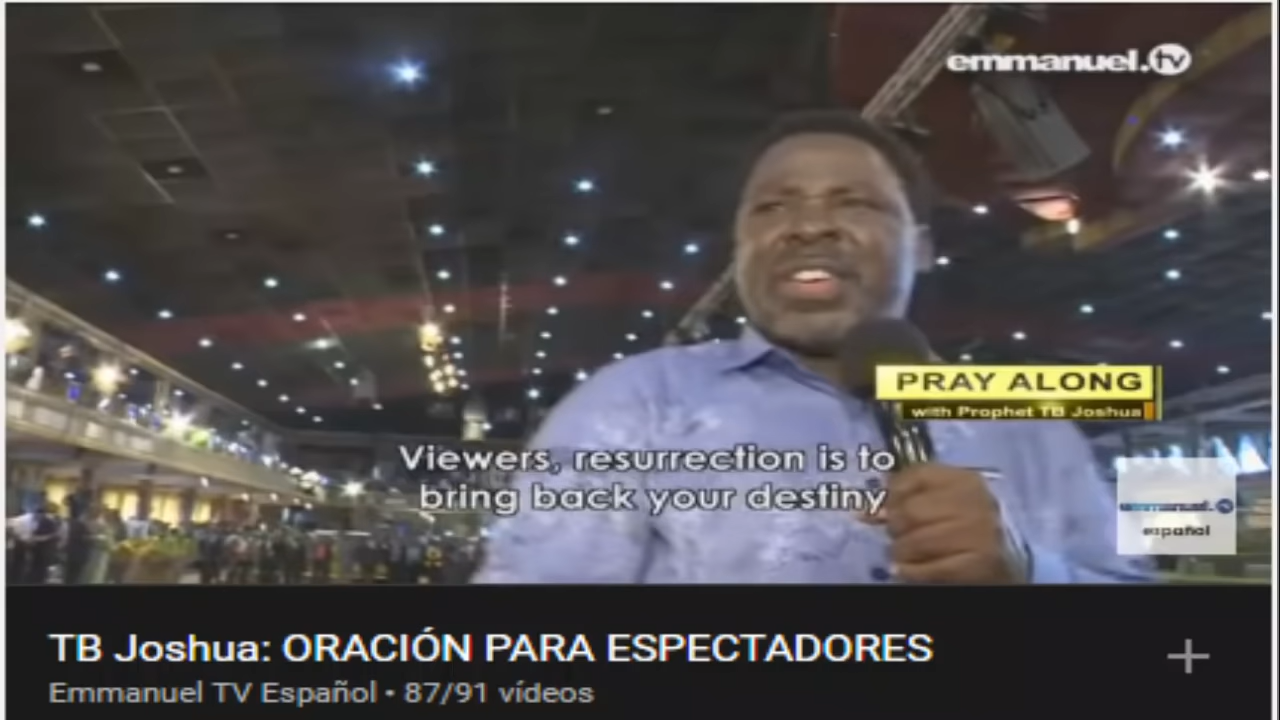 emmanuel.tv
PRAY ALONG
with Prophet TB Joshua
Viewers, resurrection is to
bring back your destiny
emmanuel.tv
español
TB Joshua: ORACIÓN PARA ESPECTADORES
Emmanuel TV Español • 87/91 vídeos